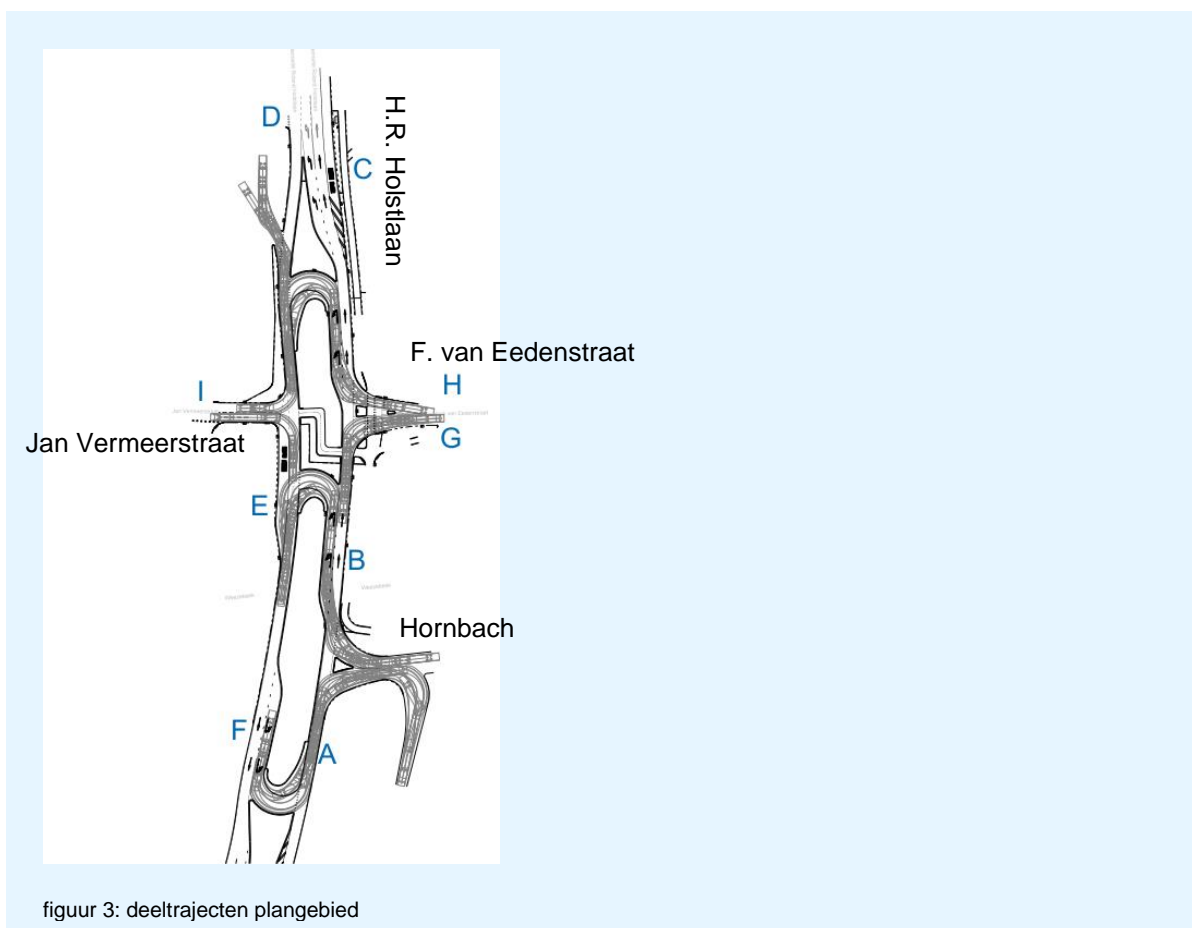 D
C
H.R. Holstlaan
F. van Eedenstraat
I
H
Jan Vermeerstraat
G
E
B
Hornbach
F
A
figuur 3: deeltrajecten plangebied